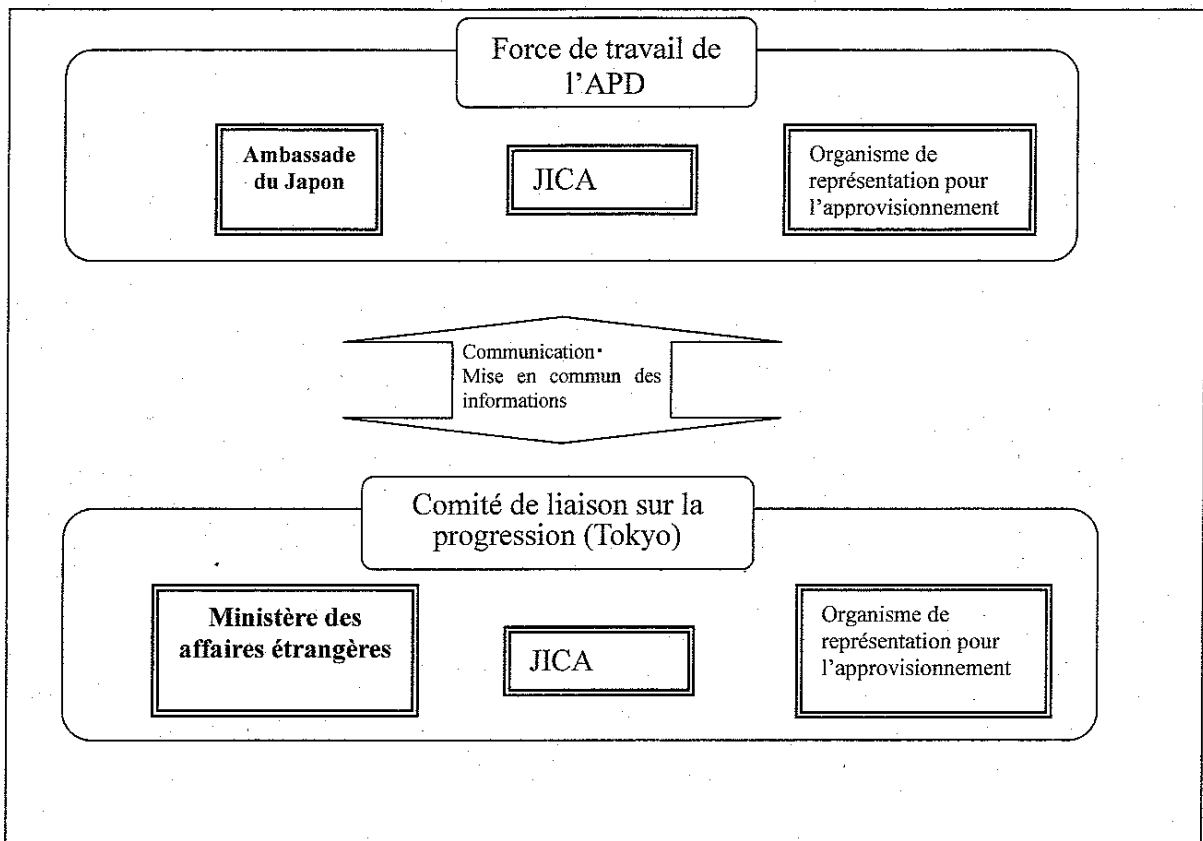 Force de travail de
l'APD
Ambassade
du Japon
JICA
Organisme de
représentation pour
l'approvisionnement
Communication・
Mise en commun des
informations
Comité de liaison sur la
progression (Tokyo)
Ministère des
affaires étrangères
JICA
Organisme de
représentation pour
l'approvisionnement